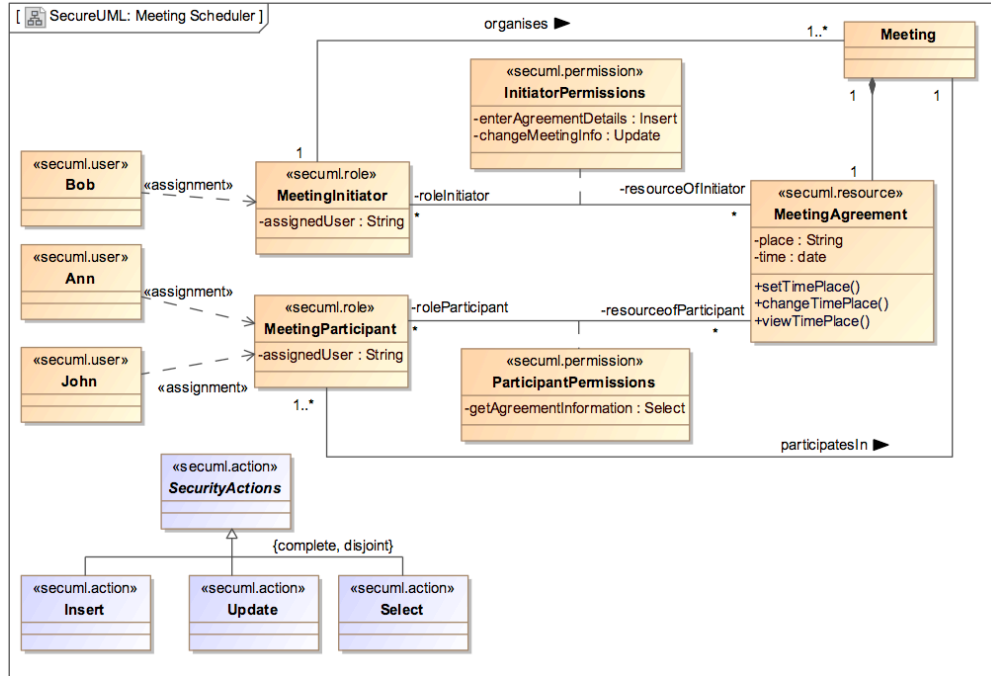 SecureUML: Meeting Scheduler
organises
1..*
Meeting
1
1
«secuml.permission»
InitiatorPermissions
-enterAgreementDetails : Insert
-changeMeetingInfo : Update
«secuml.user»
Bob
«assignment»
1
«secuml.role»
MeetingInitiator
-assignedUser : String
-roleInitiator
*
-resourceOfInitiator
*
1
«secuml.resource»
MeetingAgreement
-place : String
-time : date
+setTimePlace()
+changeTimePlace()
+viewTimePlace()
«secuml.user»
Ann
«assignment»
«secuml.role»
MeetingParticipant
-assignedUser : String
-roleParticipant
*
-resourceofParticipant
*
«secuml.user»
John
«assignment»
1..*
«secuml.permission»
ParticipantPermissions
-getAgreementInformation : Select
participatesIn
«secuml.action»
SecurityActions
{complete, disjoint}
«secuml.action»
Insert
«secuml.action»
Update
«secuml.action»
Select